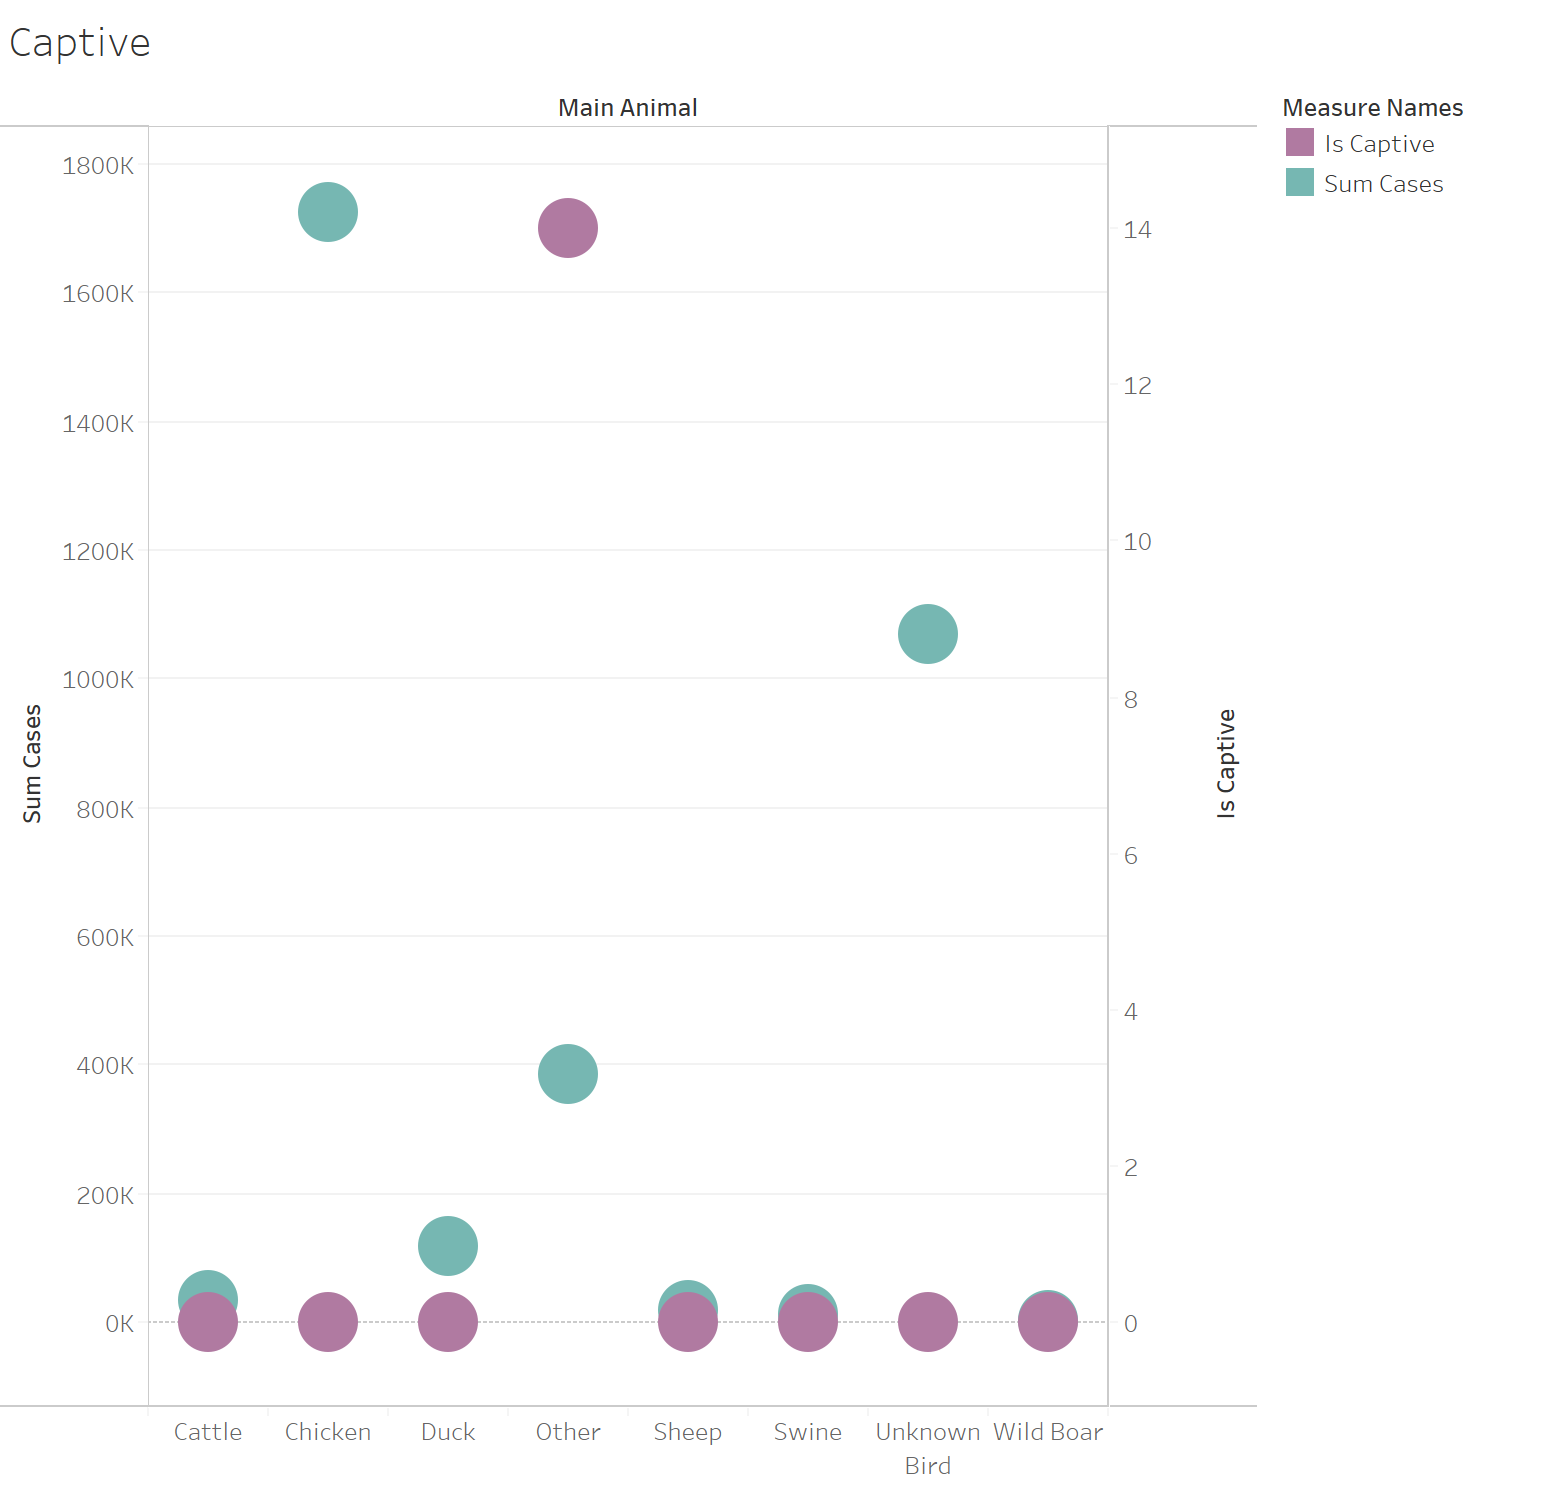 Captive
Main Animal
Measure Names
Is Captive
Sum Cases
1800K
1600K
1400K
1200K
1000K
800K
600K
400K
200K
0K
Sum Cases
14
12
10
8
6
4
2
0
Is Captive
Cattle
Chicken
Duck
Other
Sheep
Swine
Unknown
Bird
Wild Boar